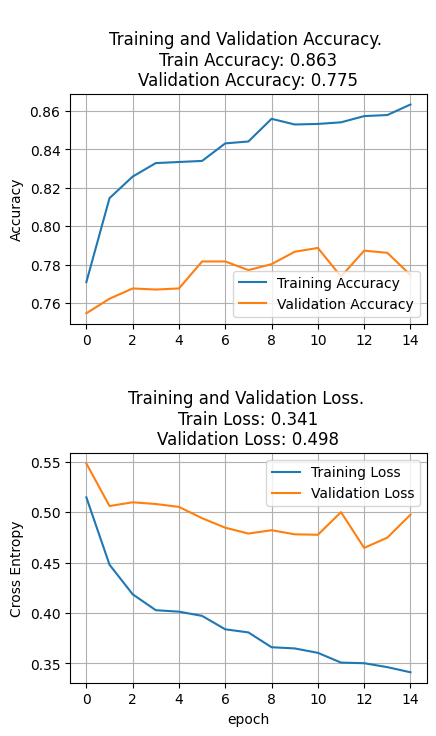 Training and Validation Accuracy.
Train Accuracy: 0.863
Validation Accuracy: 0.775
0.86
0.84
0.82
0.80
0.78
0.76
Accuracy
Training Accuracy
Validation Accuracy
0 2 4 6 8 10 12 14
Training and Validation Loss.
Train Loss: 0.341
Validation Loss: 0.498
0.55
0.50
0.45
0.40
0.35
Cross Entropy
Training Loss
Validation Loss
0 2 4 6 8 10 12 14
epoch